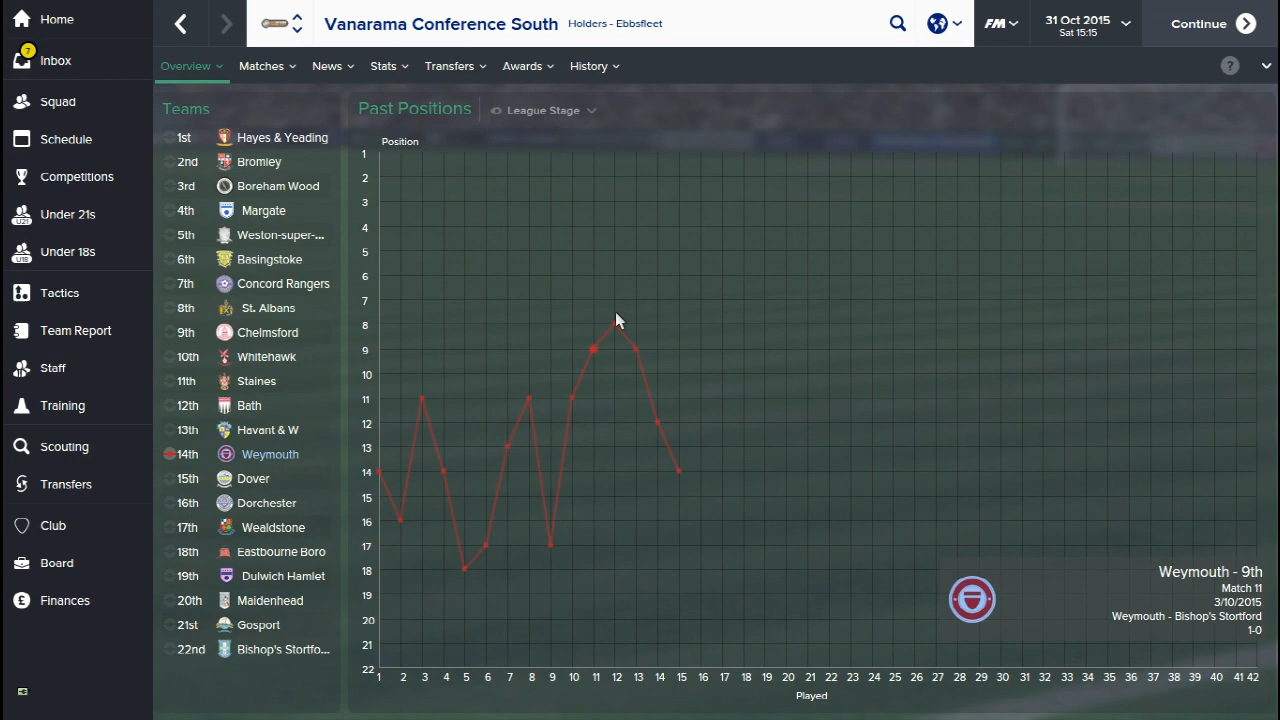 Home
7
Inbox
Squad
Schedule
Competitions
U21
Under 21s
U18
Under 18s
Tactics
Team Report
Staff
Training
Scouting
Transfers
Club
Board
£ Finances
Vanarama Conference South Holders - Ebbsfleet
FM
31 Oct 2015
Sat 15:15
Continue
Overview Matches News Stats Transfers Awards History
?
Teams
1st Hayes & Yeading
2nd Bromley
3rd Boreham Wood
4th Margate
5th Weston-super-...
6th Basingstoke
7th Concord Rangers
8th St. Albans
9th Chelmsford
10th Whitehawk
11th Staines
12th Bath
13th Havant & W
14th Weymouth
15th Dover
16th Dorchester
17th Wealdstone
18th Eastbourne Boro
19th Dulwich Hamlet
20th Maidenhead
21st Gosport
22nd Bishop's Stortfo...
Past Positions League Stage
Position
1
2
3
4
5
6
7
8
9
10
11
12
13
14
15
16
17
18
19
20
21
22
1 2 3 4 5 6 7 8 9 10 11 12 13 14 15 16 17 18 19 20 21 22 23 24 25 26 27 28 29 30 31 32 33 34 35 36 37 38 39 40 41 42
Played
Weymouth - 9th
Match 11
3/10/2015
Weymouth - Bishop's Stortford
1-0